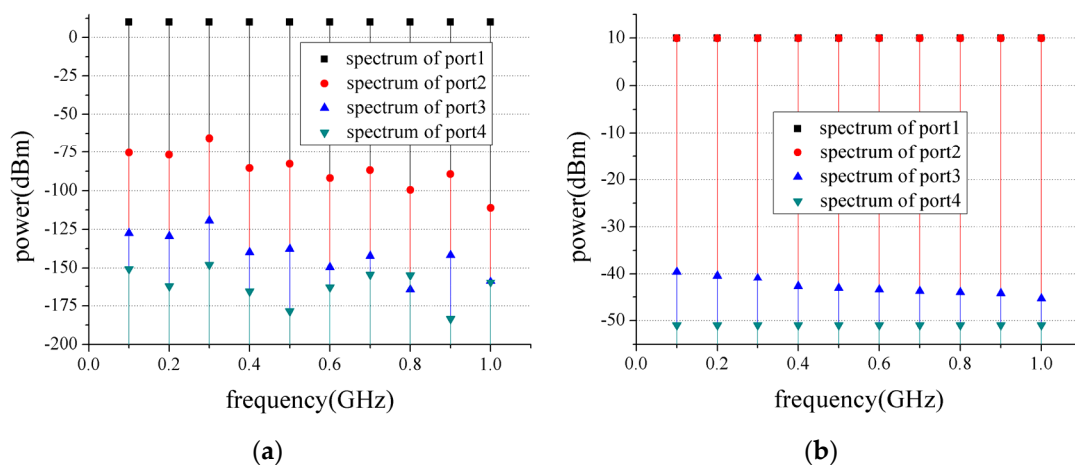 0
-25
-50
-75
-100
-125
-150
-175
-200
power(dBm)
spectrum of port1
spectrum of port2
spectrum of port3
spectrum of port4
0.0 0.2 0.4 0.6 0.8 1.0
frequency(GHz)
(a)
10
0
-10
-20
-30
-40
-50
power(dBm)
spectrum of port1
spectrum of port2
spectrum of port3
spectrum of port4
0.0 0.2 0.4 0.6 0.8 1.0
frequency(GHz)
(b)